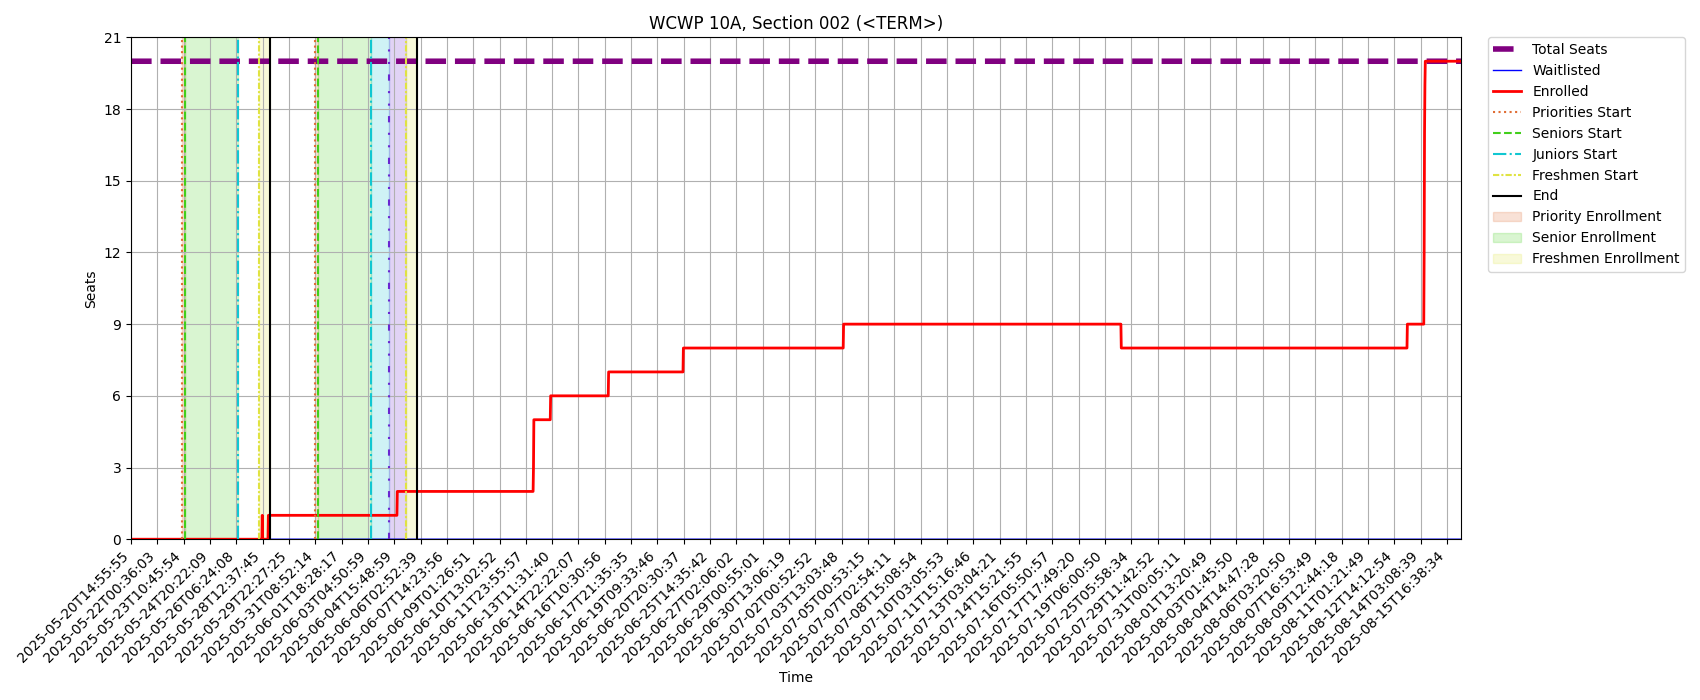 WCWP 10A, Section 002 (<TERM>)
21
18
15
12
9
6
3
0
Seats
Total Seats
Waitlisted
Enrolled
Priorities Start
Seniors Start
Juniors Start
Freshmen Start
End
Priority Enrollment
Senior Enrollment
Freshmen Enrollment
2025-05-20T14:55:55
2025-05-22T00:36:03
2025-05-23T10:45:54
2025-05-24T20:22:09
2025-05-26T06:24:08
2025-05-28T12:37:45
2025-05-29T22:27:25
2025-05-31T08:52:14
2025-06-01T18:28:17
2025-06-03T04:50:59
2025-06-04T15:48:59
2025-06-06T02:52:39
2025-06-07T14:23:56
2025-06-09T01:26:51
2025-06-10T13:02:52
2025-06-11T23:55:57
2025-06-13T11:31:40
2025-06-14T22:22:07
2025-06-16T10:30:56
2025-06-17T21:35:35
2025-06-19T09:33:46
2025-06-20T20:30:37
2025-06-25T14:35:42
2025-06-27T02:06:02
2025-06-29T00:55:01
2025-06-30T13:06:19
2025-07-02T00:52:52
2025-07-03T13:03:48
2025-07-05T00:53:15
2025-07-07T02:54:11
2025-07-08T15:08:54
2025-07-10T03:05:53
2025-07-11T15:16:46
2025-07-13T03:04:21
2025-07-14T15:21:55
2025-07-16T05:50:57
2025-07-17T17:49:20
2025-07-19T06:00:50
2025-07-25T05:58:34
2025-07-29T11:42:52
2025-07-31T00:05:11
2025-08-01T13:20:49
2025-08-03T01:45:50
2025-08-04T14:47:28
2025-08-06T03:20:50
2025-08-07T16:53:49
2025-08-09T12:44:18
2025-08-11T01:21:49
2025-08-12T14:12:54
2025-08-14T03:08:39
2025-08-15T16:38:34
Time